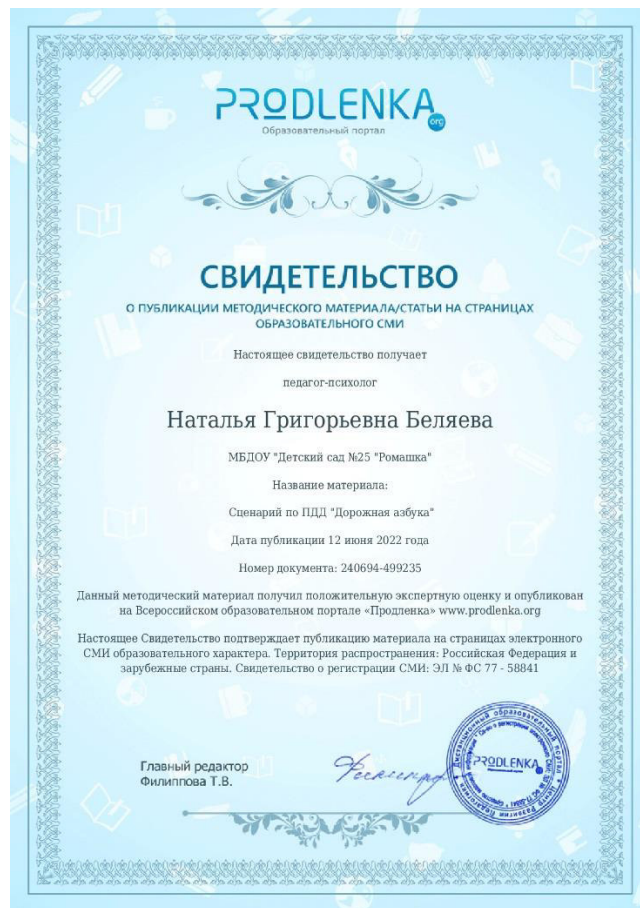 PRODLENKA
org
Образовательный портал
СВИДЕТЕЛЬСТВО
О ПУБЛИКАЦИИ МЕТОДИЧЕСКОГО МАТЕРИАЛА/СТАТЬИ НА СТРАНИЦАХ
ОБРАЗОВАТЕЛЬНОГО СМИ
Настоящее свидетельство получает
педагог-психолог
Наталья Григорьевна Беляева
МБДОУ "Детский сад №25 "Ромашка"
Название материала:
Сценарий по ПДД "Дорожная азбука"
Дата публикации 12 июня 2022 года
Номер документа: 240694-499235
Данный методический материал получил положительную экспертную оценку и опубликован
на Всероссийском образовательном портале «Продленка» www.prodlenka.org
Настоящее Свидетельство подтверждает публикацию материала на страницах электронного
СМИ образовательного характера. Территория распространения: Российская Федерация и
зарубежные страны. Свидетельство о регистрации СМИ: ЭЛ № ФС 77 - 58841
Главный редактор
Филиппова Т.В.
PRODLENKA